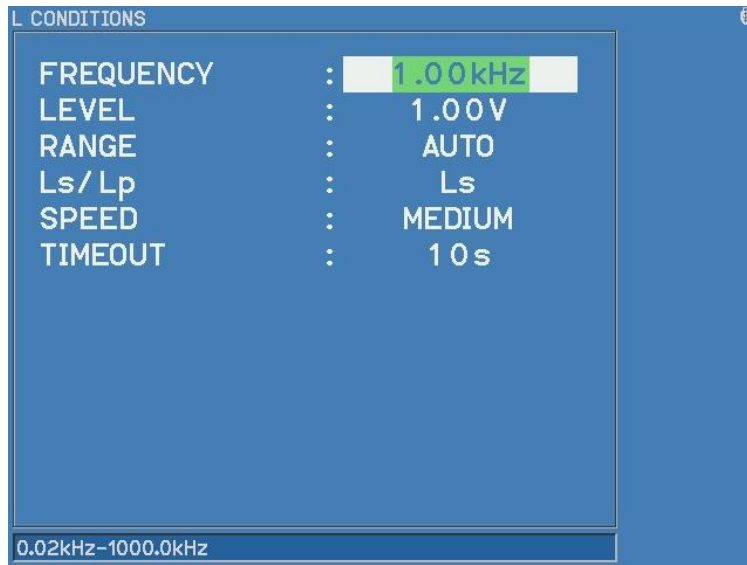 L CONDITIONS
FREQUENCY : 1.00kHz
LEVEL : 1.00V
RANGE : AUTO
Ls/Lp : Ls
SPEED : MEDIUM
TIMEOUT : 10s
0.02kHz-1000.0kHz